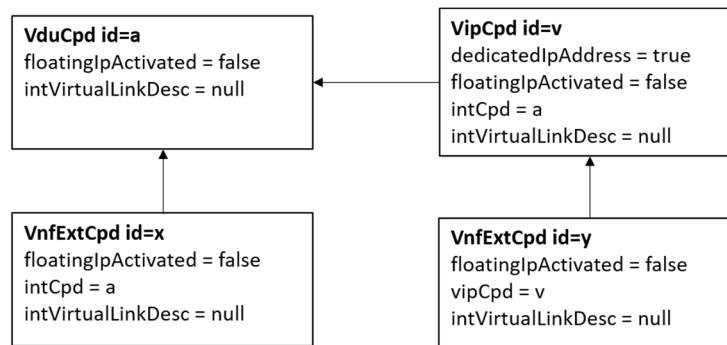 VduCpd id=a
floatingIpActivated = false
intVirtualLinkDesc = null
VipCpd id=v
dedicatedIpAddress = true
floatingIpActivated = false
intCpd = a
intVirtualLinkDesc = null
VnfExtCpd id=x
floatingIpActivated = false
intCpd = a
intVirtualLinkDesc = null
VnfExtCpd id=y
floatingIpActivated = false
vipCpd = v
intVirtualLinkDesc = null